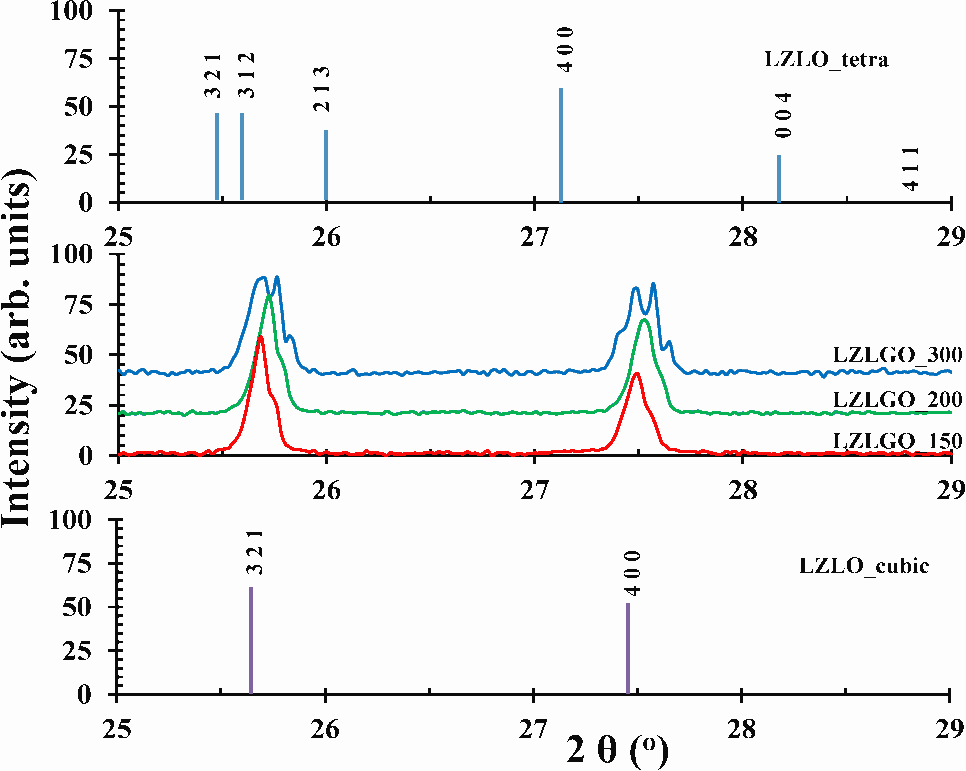 Intensity (arb. units)
100
75
50
25
0
3 2 1
3 1 2
2 1 3
4 0 0
0 0 4
4 1 1
LZLO_tetra
25
26
27
28
29
100
75
50
25
0
LZLGO_300
LZLGO_200
LZLGO_150
25
26
27
28
29
100
75
50
25
0
3 2 1
4 0 0
LZLO_cubic
25
26
27
28
29
2 θ (º)